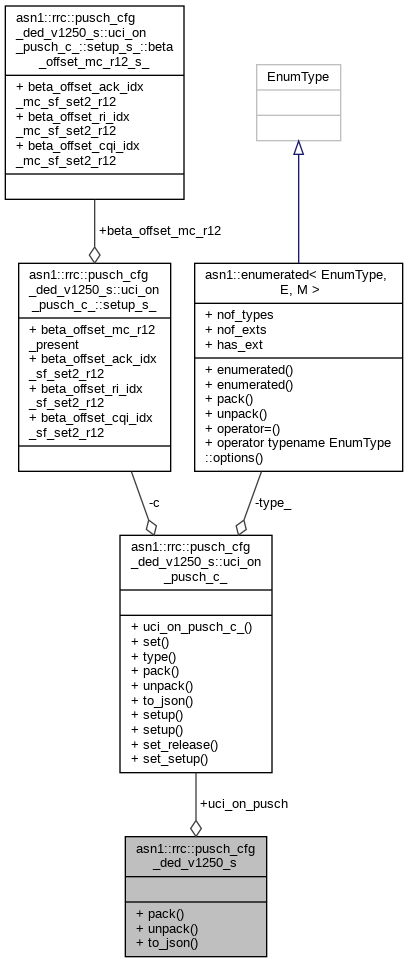 asn1::rrc::pusch_cfg
_ded_v1250_s::uci_on
_pusch_c_::setup_s_::beta
_offset_mc_r12_s_
+ beta_offset_ack_idx
_mc_sf_set2_r12
+ beta_offset_ri_idx
_mc_sf_set2_r12
+ beta_offset_cqi_idx
_mc_sf_set2_r12
EnumType
+beta_offset_mc_r12
asn1::rrc::pusch_cfg
_ded_v1250_s::uci_on
_pusch_c_::setup_s_
+ beta_offset_mc_r12
_present
+ beta_offset_ack_idx
_sf_set2_r12
+ beta_offset_ri_idx
_sf_set2_r12
+ beta_offset_cqi_idx
_sf_set2_r12
asn1::enumerated< EnumType,
E, M >
+ nof_types
+ nof_exts
+ has_ext
+ enumerated()
+ enumerated()
+ pack()
+ unpack()
+ operator=()
+ operator typename EnumType
::options()
-c
-type_
asn1::rrc::pusch_cfg
_ded_v1250_s::uci_on
_pusch_c_
+ uci_on_pusch_c_()
+ set()
+ type()
+ pack()
+ unpack()
+ to_json()
+ setup()
+ setup()
+ set_release()
+ set_setup()
+uci_on_pusch
asn1::rrc::pusch_cfg
_ded_v1250_s
+ pack()
+ unpack()
+ to_json()